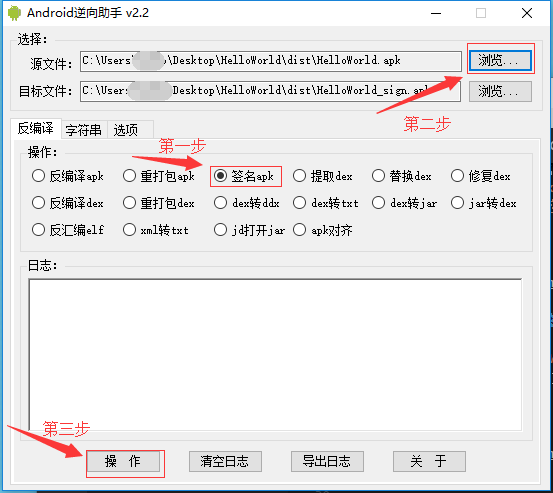 Android逆向助手 v2.2
选择:
源文件: C:\Users\Desktop\HelloWorld\dist\HelloWorld.apk 浏览...
目标文件: C:\Users\Desktop\HelloWorld\dist\HelloWorld_sign.apk 浏览...
第二步
反编译 字符串 选项
第一步
操作:
反编译apk 重打包apk 签名apk 提取dex 替换dex 修复dex
反编译dex 重打包dex dex转ddx dex转txt dex转jar jar转dex
反汇编elf xml转txt jd打开jar apk对齐
日志:
第三步
操 作 清空日志 导出日志 关 于